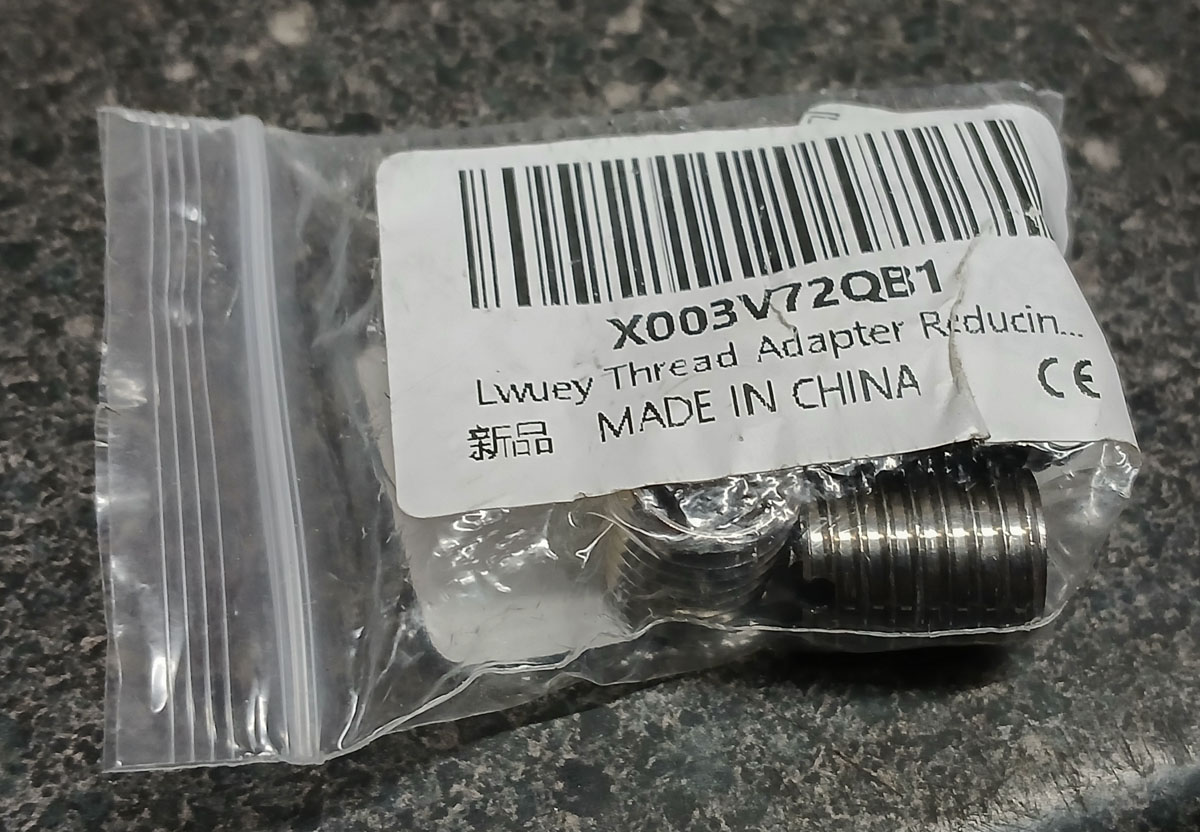 X003V72QB1
Lwuey Thread Adapter Reducin...
新品 MADE IN CHINA CE